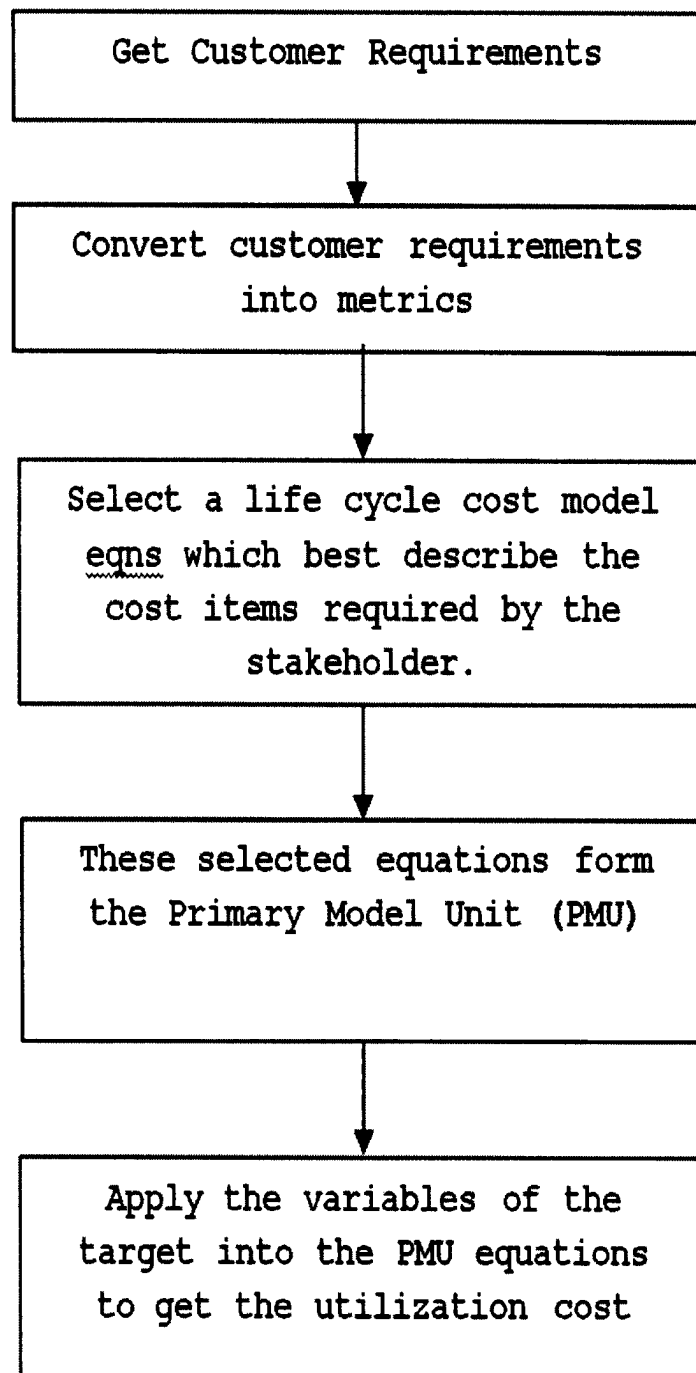 Get Customer Requirements
Convert customer requirements
into metrics
Select a life cycle cost model
eqns which best describe the
cost items required by the
stakeholder.
These selected equations form
the Primary Model Unit (PMU)
Apply the variables of the
target into the PMU equations
to get the utilization cost